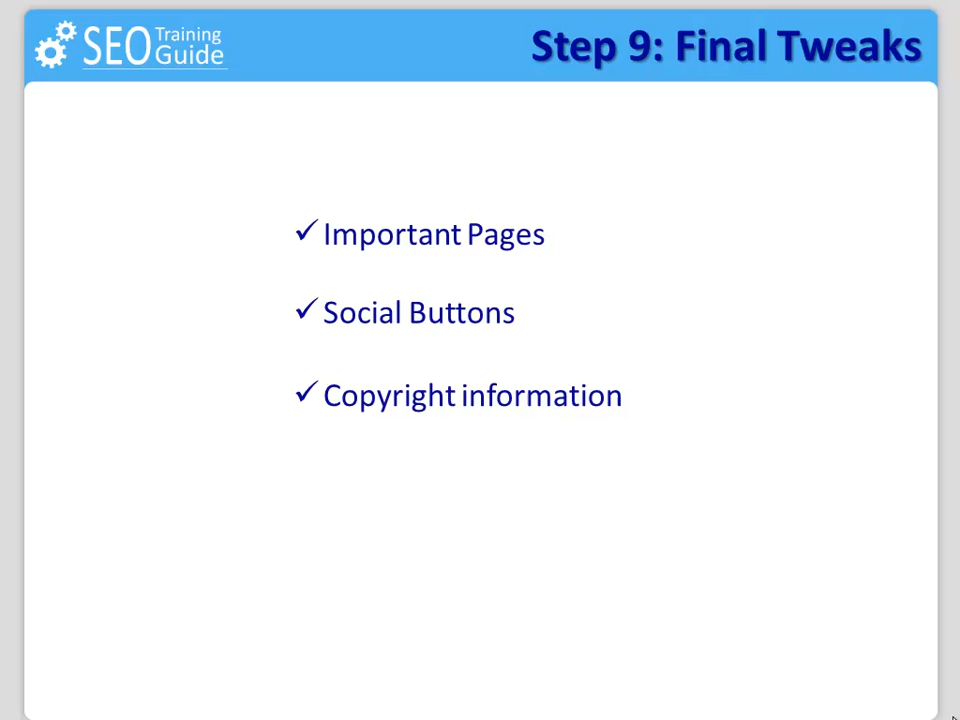 SEO Training Guide
Step 9: Final Tweaks
✓ Important Pages
✓ Social Buttons
✓ Copyright information